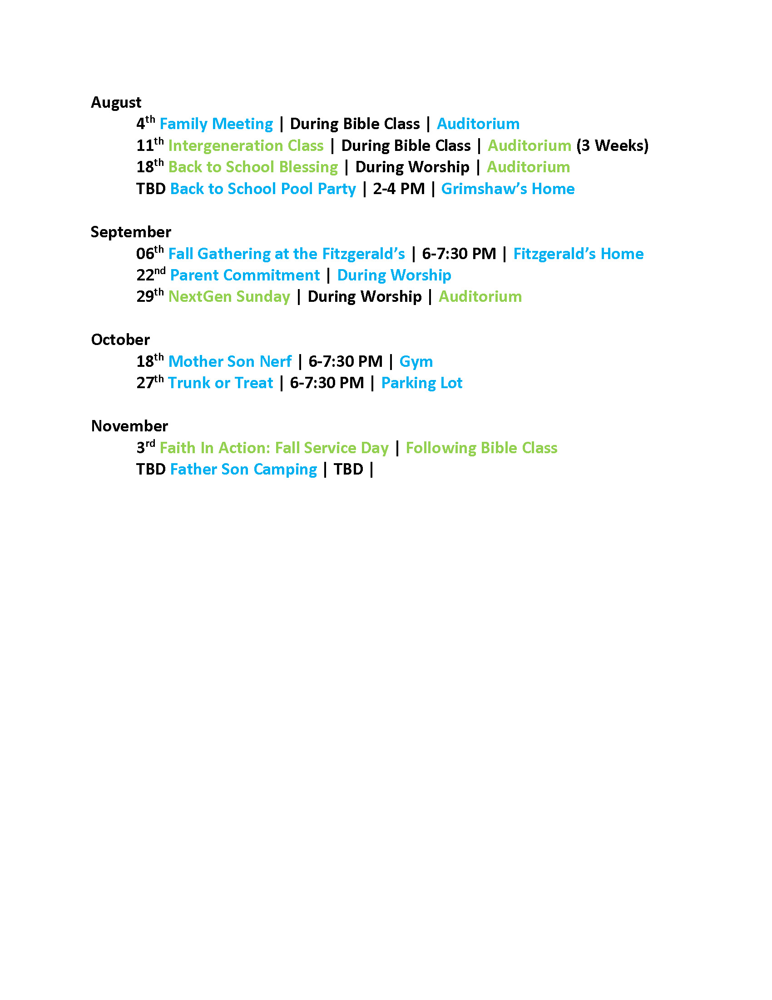 August
4th Family Meeting | During Bible Class | Auditorium
11th Intergeneration Class | During Bible Class | Auditorium (3 Weeks)
18th Back to School Blessing | During Worship | Auditorium
TBD Back to School Pool Party | 2-4 PM | Grimshaw’s Home
September
06th Fall Gathering at the Fitzgerald’s | 6-7:30 PM | Fitzgerald’s Home
22nd Parent Commitment | During Worship
29th NextGen Sunday | During Worship | Auditorium
October
18th Mother Son Nerf | 6-7:30 PM | Gym
27th Trunk or Treat | 6-7:30 PM | Parking Lot
November
3rd Faith In Action: Fall Service Day | Following Bible Class
TBD Father Son Camping | TBD |